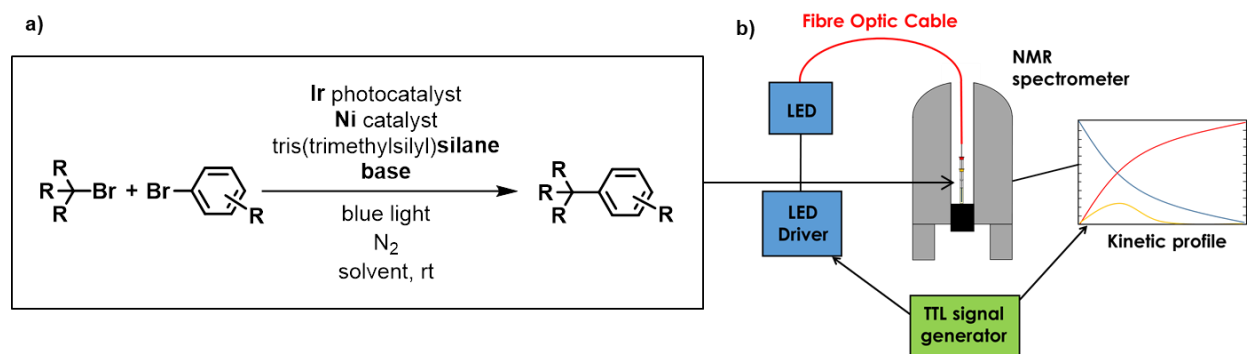 a)
Ir photocatalyst
Ni catalyst
tris(trimethylsilyl)silane
base
R
R
R
Br + Br
R
R
R
R
R
blue light
N2
solvent, rt
b)
Fibre Optic Cable
NMR
spectrometer
LED
LED
Driver
Kinetic profile
TTL signal
generator